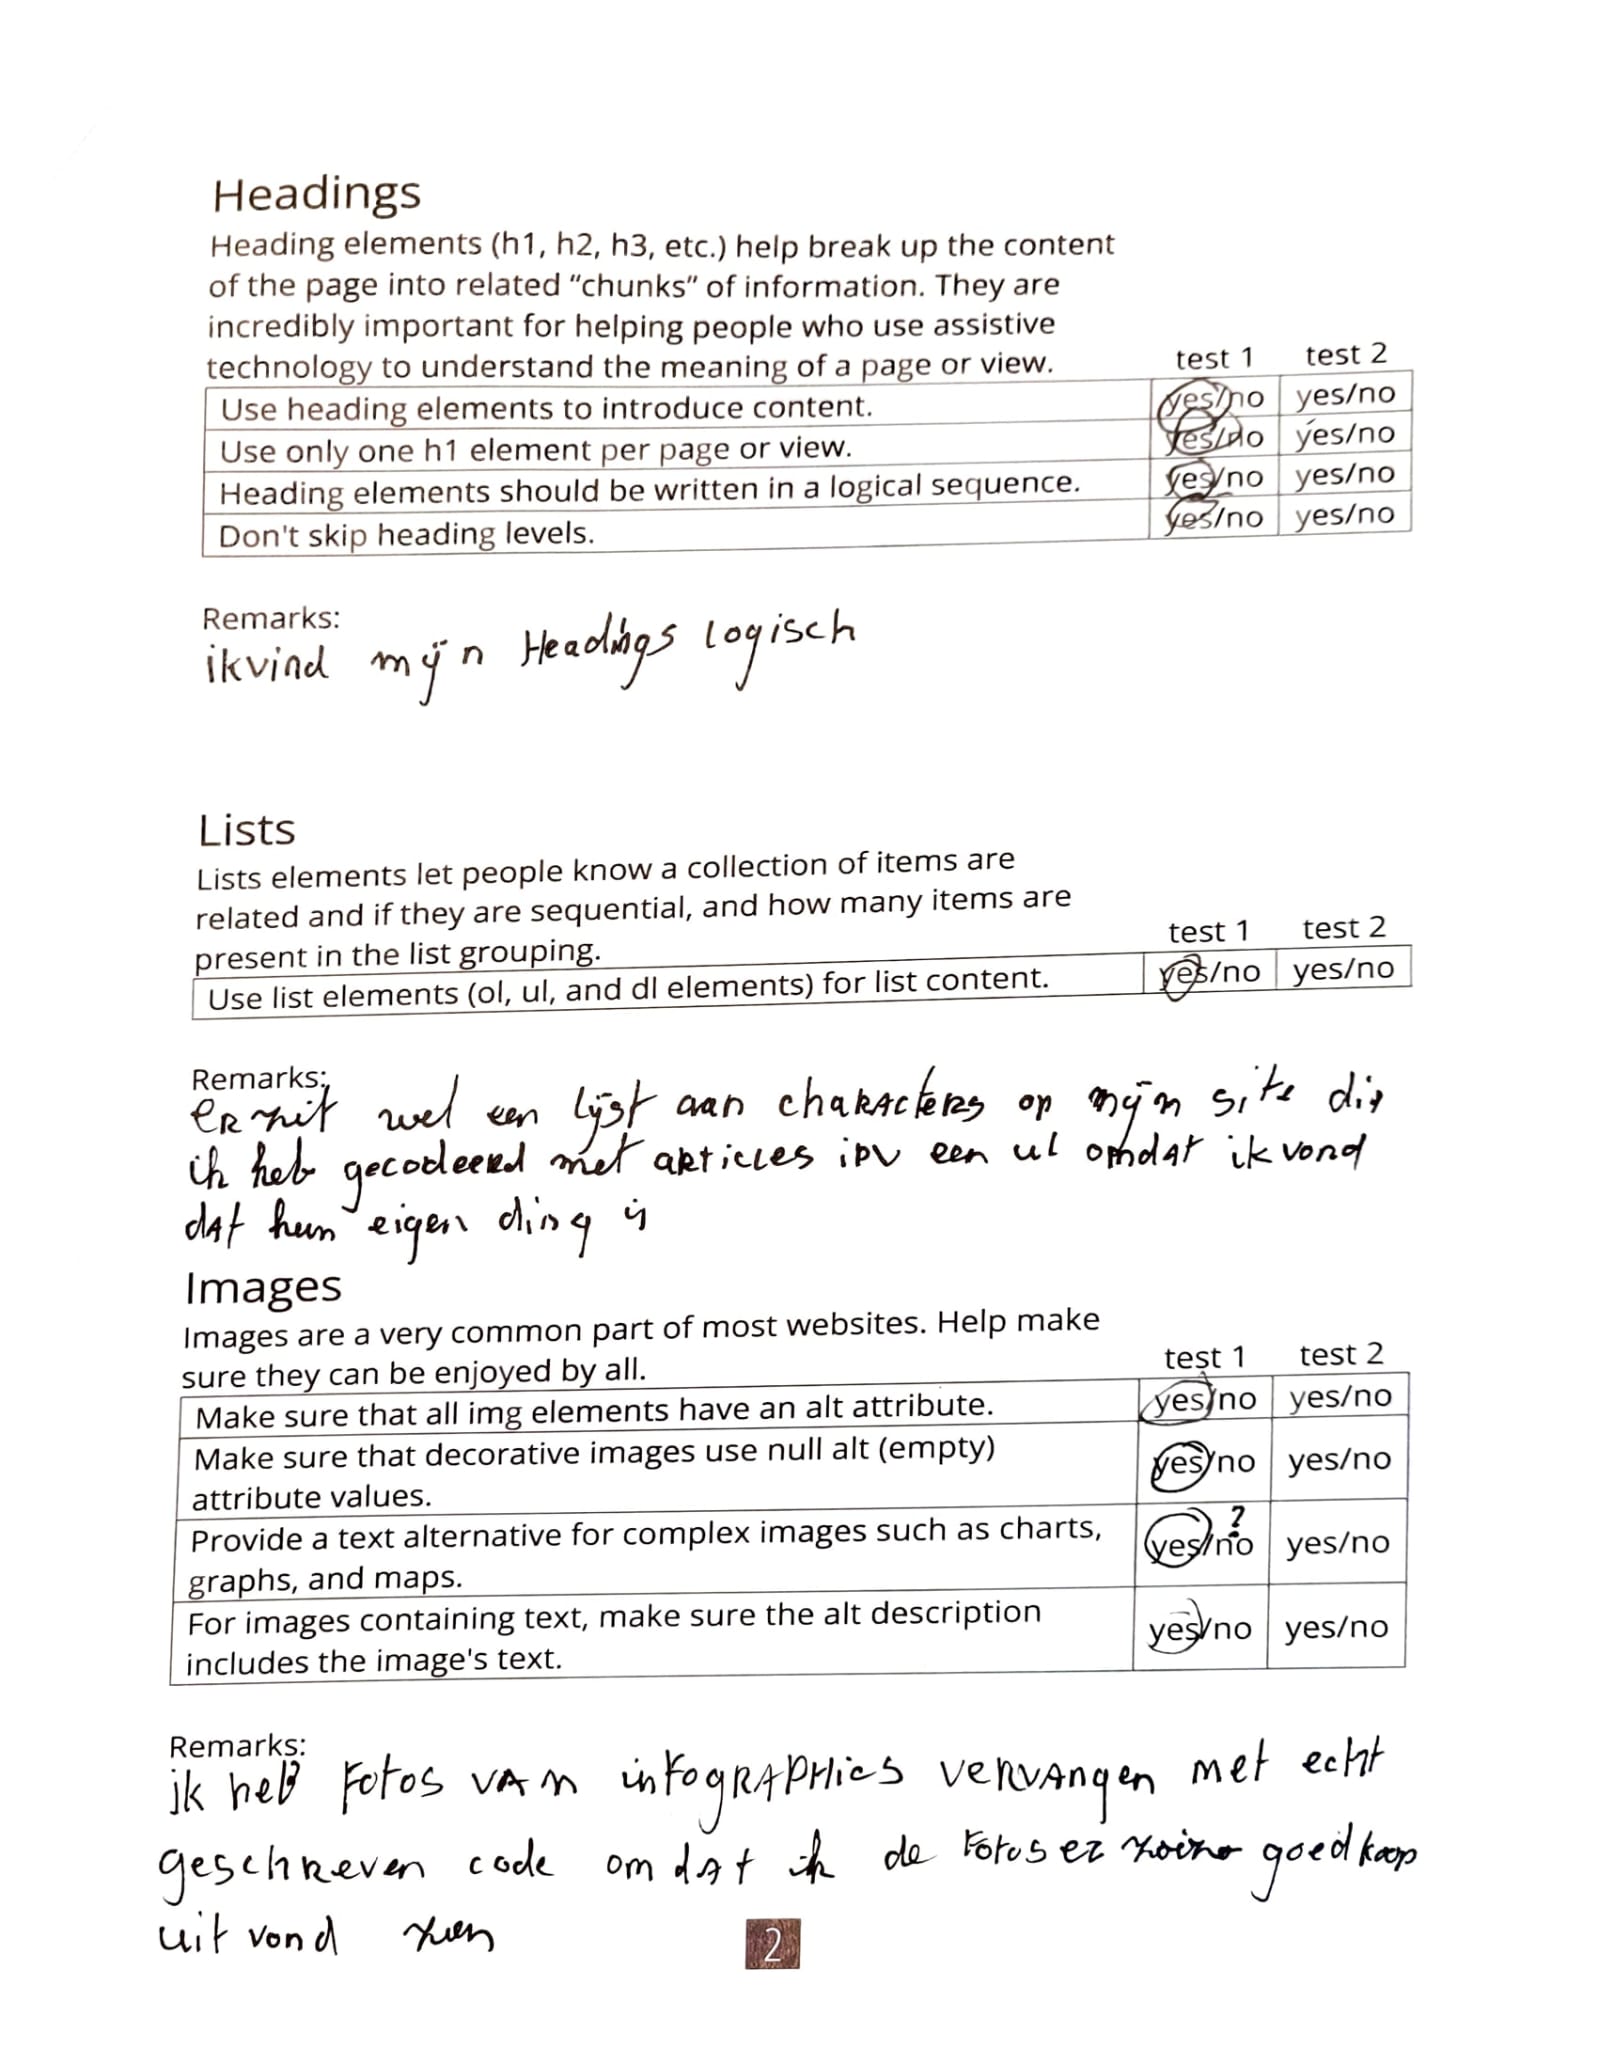 Headings
Heading elements (h1, h2, h3, etc.) help break up the content
of the page into related “chunks” of information. They are
incredibly important for helping people who use assistive
technology to understand the meaning of a page or view. test 1 test 2
Use heading elements to introduce content. yes/no yes/no
Use only one h1 element per page or view. yes/no yes/no
Heading elements should be written in a logical sequence. yes/no yes/no
Don't skip heading levels. yes/no yes/no
Remarks:
ik vind mijn Headings logisch
Lists
Lists elements let people know a collection of items are
related and if they are sequential, and how many items are
present in the list grouping. test 1 test 2
Use list elements (ol, ul, and dl elements) for list content. yes/no yes/no
Remarks:
er zit wel een lijst aan charakters op mijn site die
ik heb gecodeerd met articles ipv een ul omdat ik vond
dat hun eigen ding is
Images
Images are a very common part of most websites. Help make
sure they can be enjoyed by all. test 1 test 2
Make sure that all img elements have an alt attribute. yes/no yes/no
Make sure that decorative images use null alt (empty) yes/no yes/no
attribute values.
Provide a text alternative for complex images such as charts, yes/no ? yes/no
graphs, and maps.
For images containing text, make sure the alt description yes/no yes/no
includes the image's text.
Remarks:
ik heb fotos van infographics vervangen met echt
geschreven code omdat ik de fotos er goedkoop
uit vond zien
2